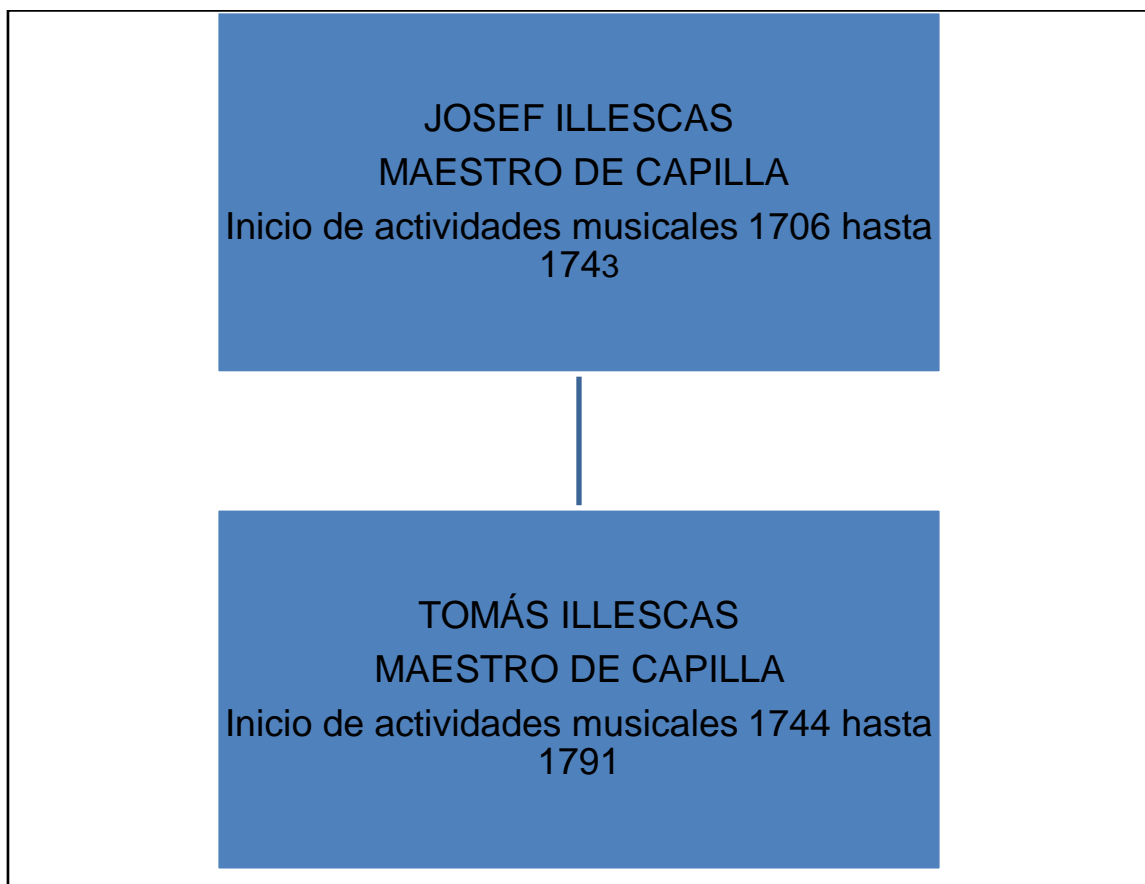 JOSEF ILLESCAS
MAESTRO DE CAPILLA
Inicio de actividades musicales 1706 hasta
1743
TOMÁS ILLESCAS
MAESTRO DE CAPILLA
Inicio de actividades musicales 1744 hasta
1791